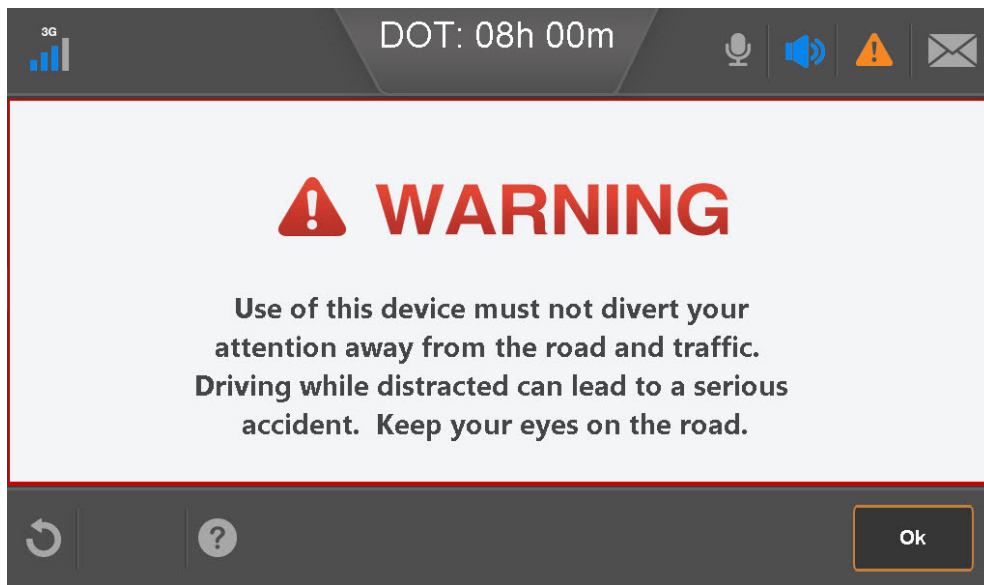 3G
DOT: 08h 00m
WARNING
Use of this device must not divert your
attention away from the road and traffic.
Driving while distracted can lead to a serious
accident.  Keep your eyes on the road.
?
Ok